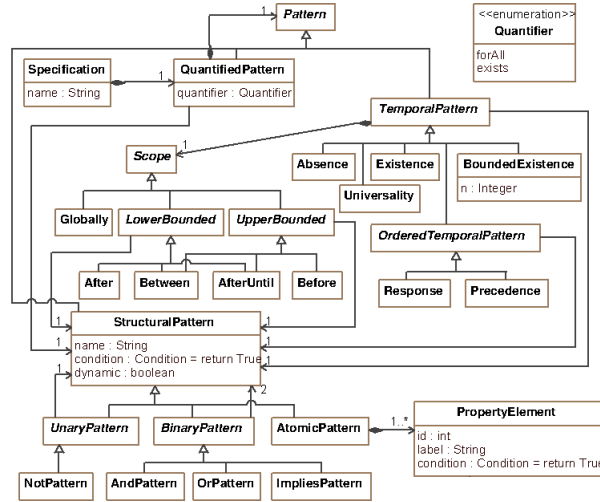 Pattern
1
<<enumeration>>
Quantifier
forAll
exists
Specification
name : String
1
QuantifiedPattern
quantifier : Quantifier
TemporalPattern
Scope
1
Absence
Existence
BoundedExistence
n : Integer
Universality
Globally
LowerBounded
UpperBounded
OrderedTemporalPattern
After
Between
AfterUntil
Before
Response
Precedence
StructuralPattern
1
1
1
1
1
1
name : String
condition : Condition = return True
dynamic : boolean
2
UnaryPattern
BinaryPattern
AtomicPattern
1..*
PropertyElement
id : int
label : String
condition : Condition = return True
NotPattern
AndPattern
OrPattern
ImpliesPattern